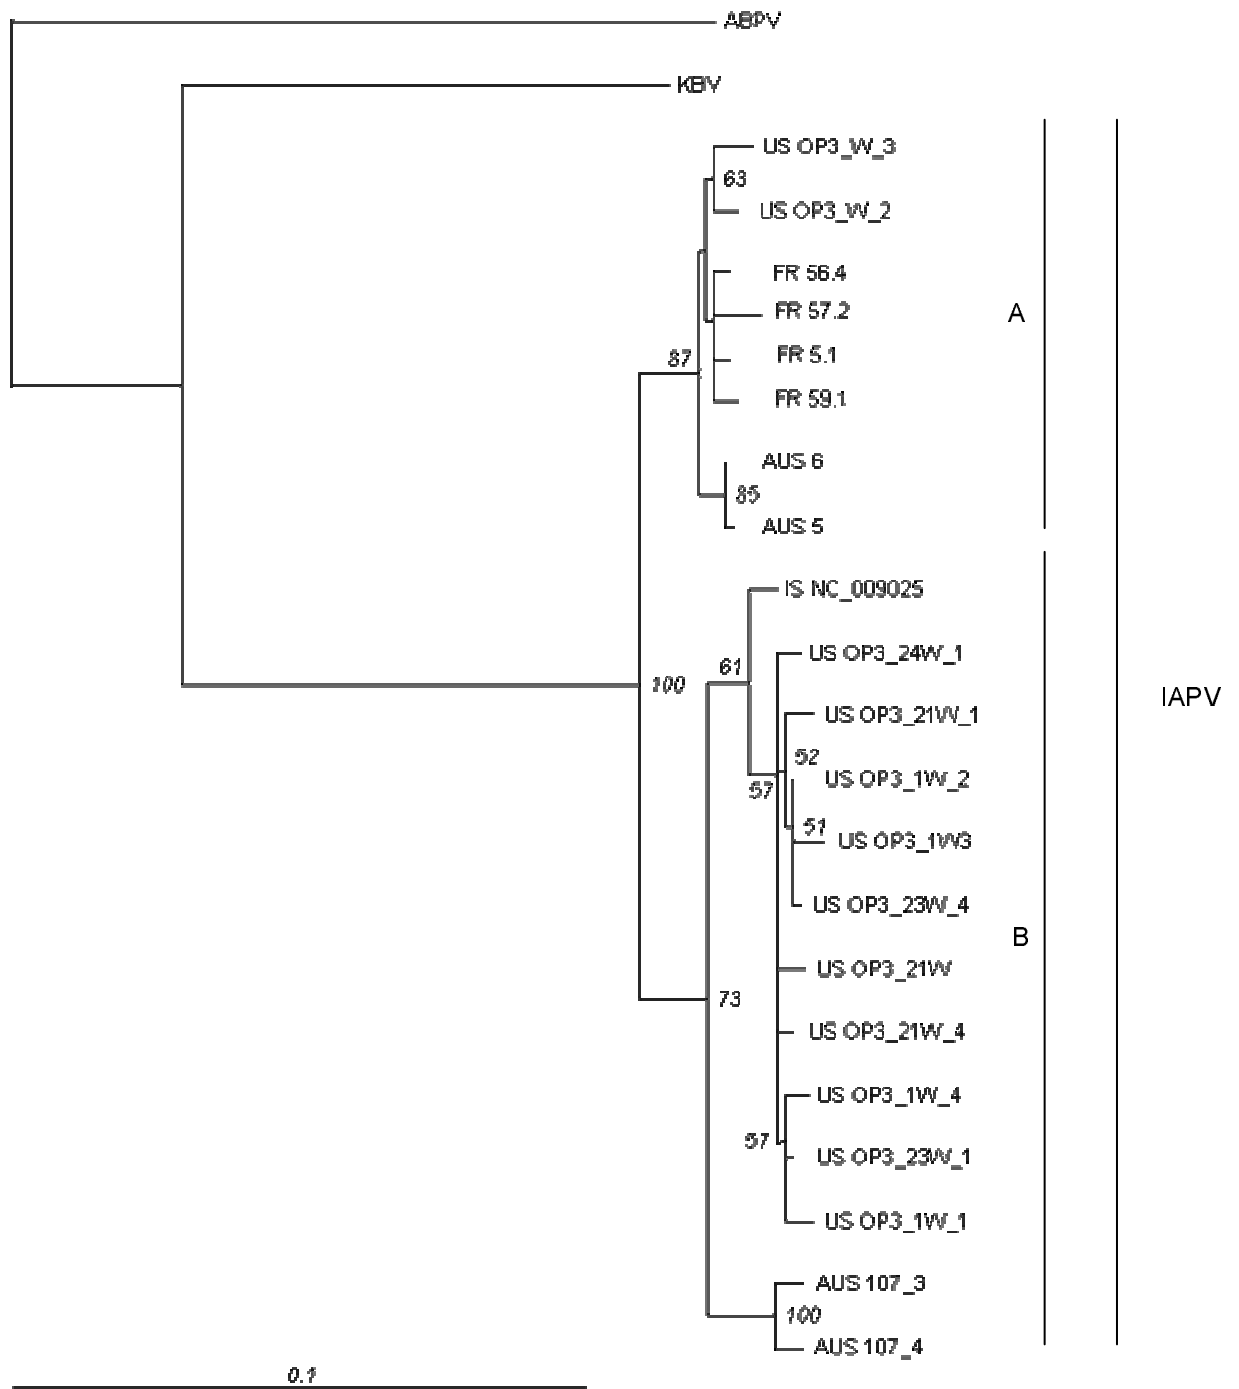 ABPV
KBV
US OP3_W_3
63
US OP3_W_2
FR 56.4
FR 57.2
A
87
FR 5.1
FR 59.1
AUS 6
85
AUS 5
IS NC_009025
US OP3_24W_1
61
100
IAPV
US OP3_21W_1
52
US OP3_1W_2
57
51
US OP3_1W3
US OP3_23W_4
B
US OP3_21W
73
US OP3_21W_4
US OP3_1W_4
57
US OP3_23W_1
US OP3_1W_1
AUS 107_3
100
AUS 107_4
0.1